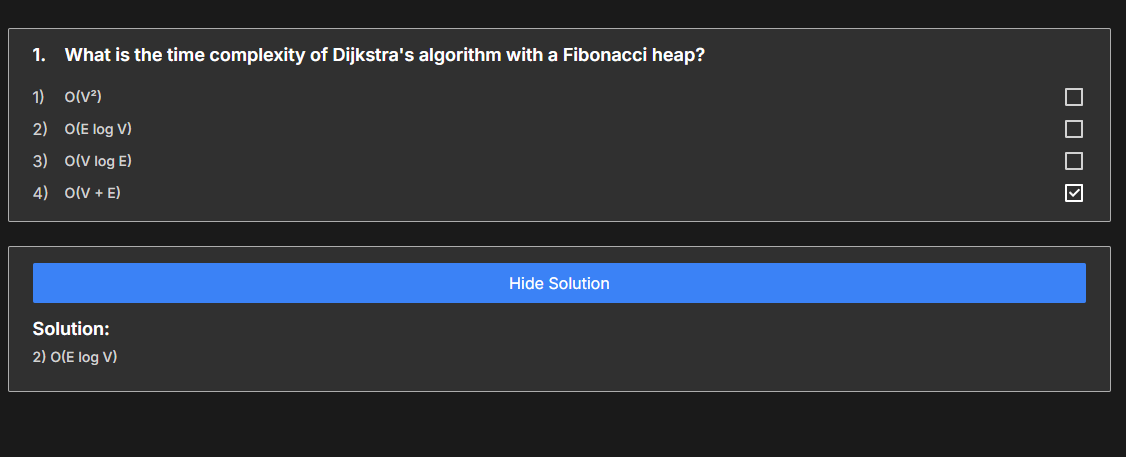 1. What is the time complexity of Dijkstra's algorithm with a Fibonacci heap?
1) O(V²)
2) O(E log V)
3) O(V log E)
4) O(V + E)
Hide Solution
Solution:
2) O(E log V)